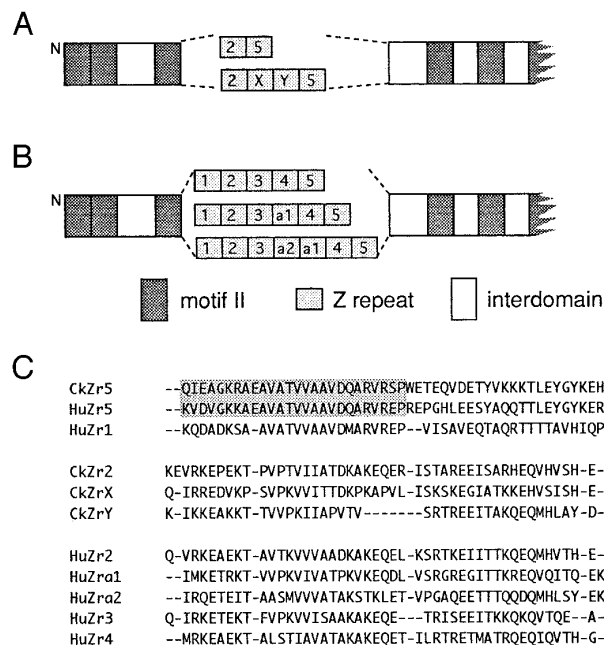 A
N
2 5
2 X Y 5
B
N
1 2 3 4 5
1 2 3 a1 4 5
1 2 3 a2 a1 4 5
motif II
Z repeat
interdomain
C
CkZr5 --QIEAGKRAEAVATVVAAVDQARVRSPWETEQVDETYVKKKTLEYGYKEH
HuZr5 --KVDVGKKAEAVATVVAAVDQARVREPREPGHLEESYAQQTTLEYGYKER
HuZr1 --KQDADKSA-AVATVVAAVDMARVREP--VISAVEQTAQRTTTTAVHIQP
CkZr2 KEVRKEPEKT-PVPTVIIATDKAKEQER-ISTAREEISARHEQVHVSH-E-
CkZrX Q-IRREDVKP-SVPKVVITTDKPKAPVL-ISKSKEGIATKKEHVSISH-E-
CkZrY K-IKKEAKKT-TVVPKIIAPVTV-------SRTREEITAKQEQMHLAY-D-
HuZr2 Q-VRKEAEKT-AVTKVVVAADKAKEQEL-KSRTKEIITTKQEQMHVTH-E-
HuZra1 --IMKETRKT-VVPKVIVATPKVKEQDL-VSRGREGITTKREQVQITQ-EK
HuZra2 --IRQETEIT-AASMVVVATAKSTKLET-VPGAQEETTTQQDQMHLSY-EK
HuZr3 Q-IRKETEKT-FVPKVVISAAKAKEQE---TRISEEITKKQKQVTQE--A-
HuZr4 --MRKEAEKT-ALSTIAVATAKAKEQET-ILRTRETMATRQEQIQVTH-G-